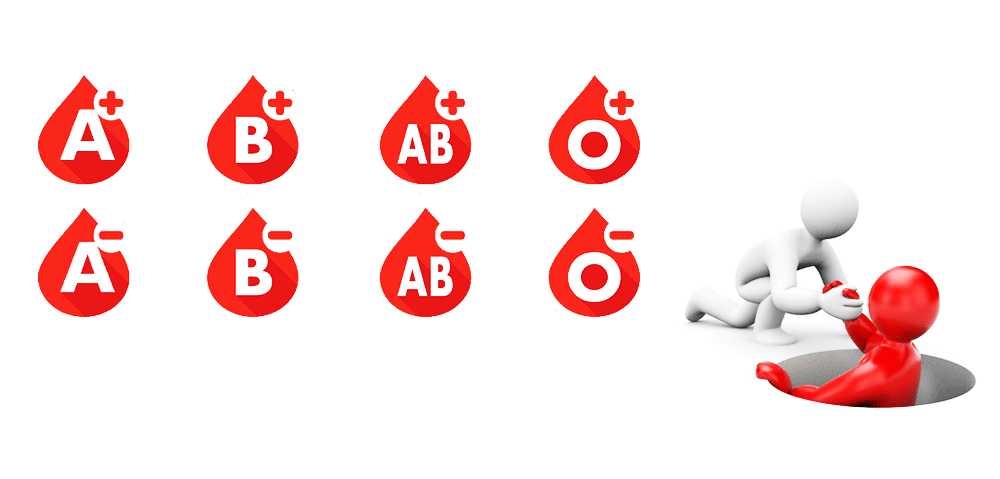 A+ B+ AB+ O+
A- B- AB- O-